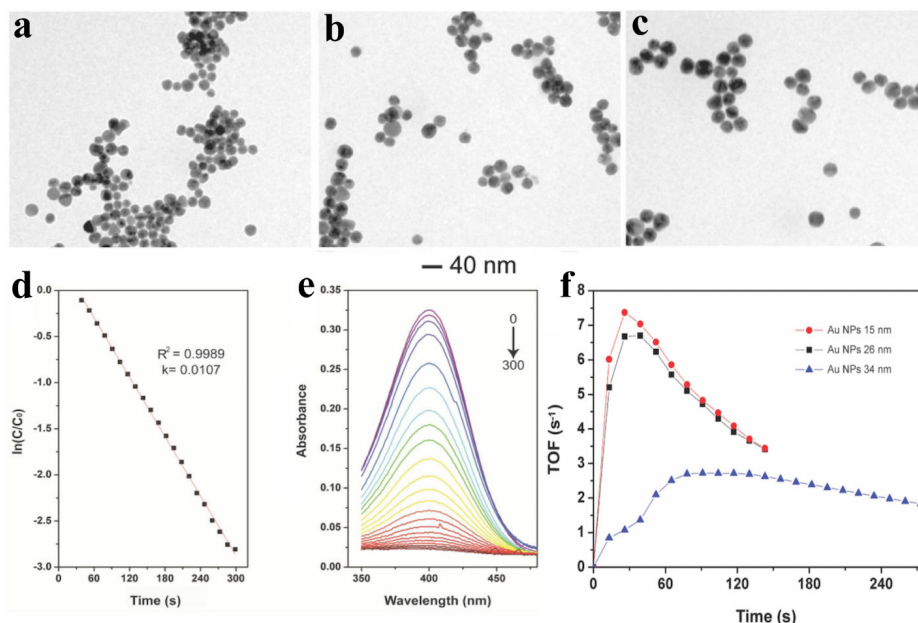 a
b
c
40 nm
d
0.0
-0.5
-1.0
-1.5
-2.0
-2.5
-3.0
ln(C/C₀)
R² = 0.9989
k= 0.0107
0 60 120 180 240 300
Time (s)
e
0.35
0.30
0.25
0.20
0.15
0.10
0.05
0.00
Absorbance
0
300
350 400 450
Wavelength (nm)
f
8
7
6
5
4
3
2
1
0
TOF (s⁻¹)
Au NPs 15 nm
Au NPs 26 nm
Au NPs 34 nm
0 60 120 180 240
Time (s)